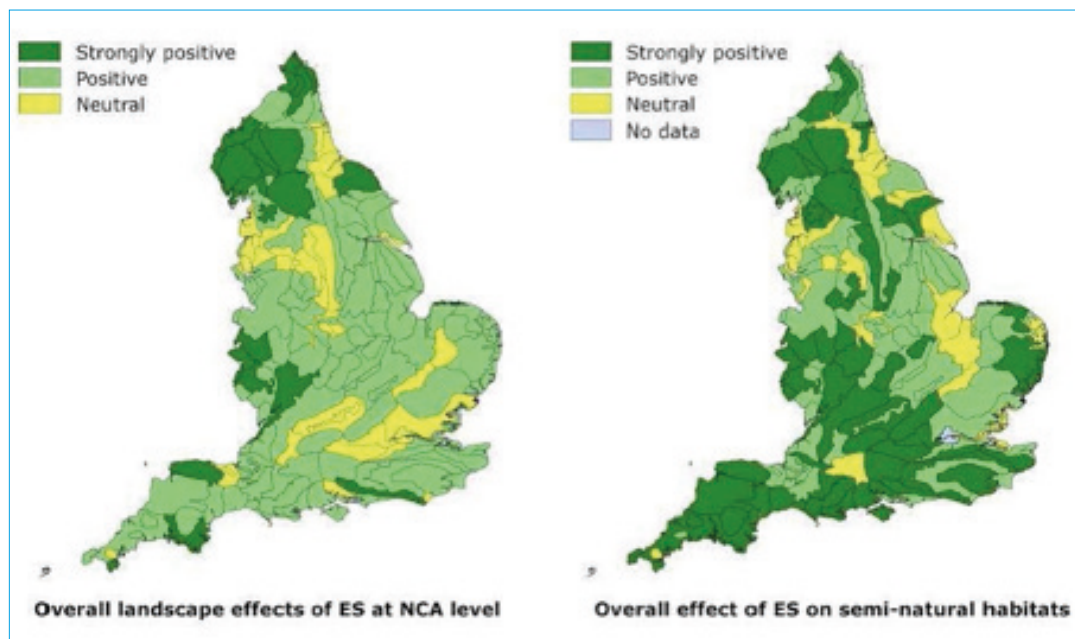 Strongly positive
Positive
Neutral
Overall landscape effects of ES at NCA level
Strongly positive
Positive
Neutral
No data
Overall effect of ES on semi-natural habitats